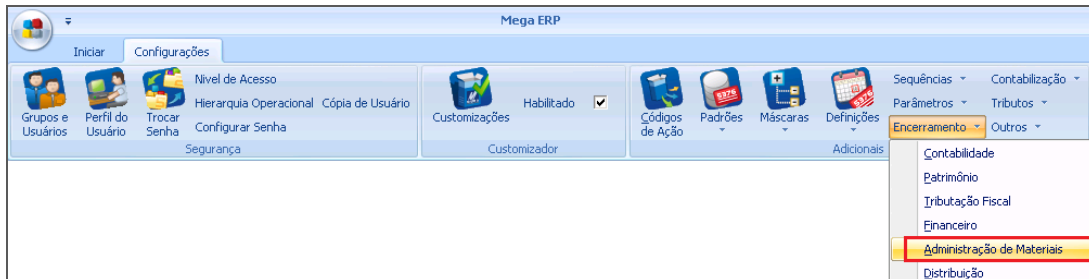 Mega ERP
Iniciar Configurações
Nivel de Acesso
Hierarquia Operacional Cópia de Usuário
Configurar Senha
Grupos e Usuários
Perfil do Usuário
Trocar Senha
Segurança
Habilitado
Customizações
Customizador
Códigos de Ação
Padrões
Máscaras
Definições
Sequências Contabilização
Parâmetros Tributos
Encerramento Outros
Adicionais
Contabilidade
Patrimônio
Tributação Fiscal
Financeiro
Administração de Materiais
Distribuição